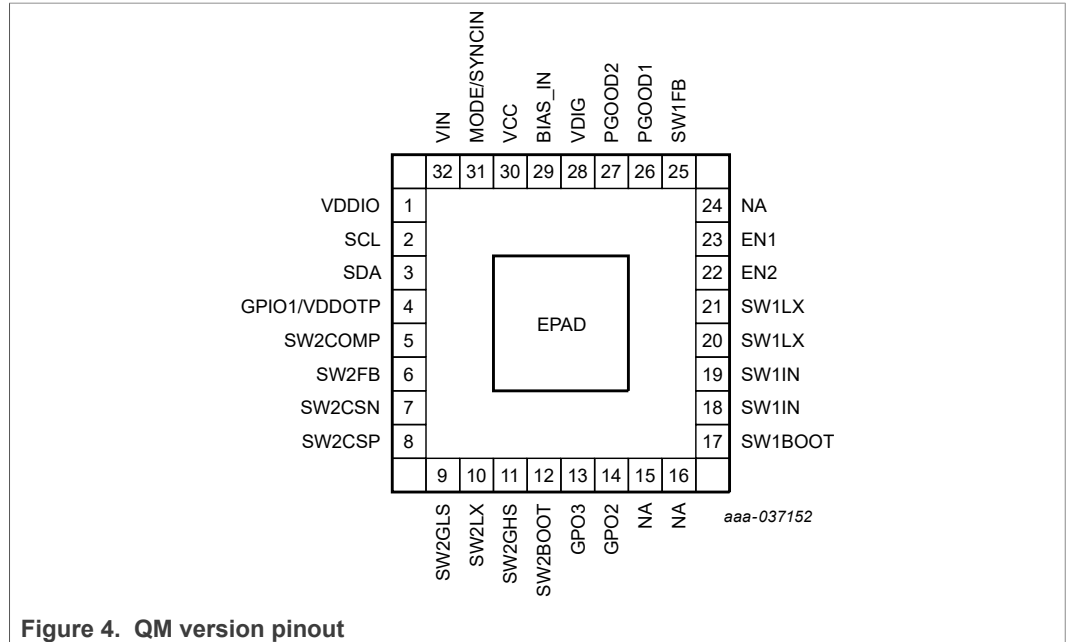 VIN
MODE/SYNCIN
VCC
BIAS_IN
VDIG
PGOOD2
PGOOD1
SW1FB
32 31 30 29 28 27 26 25
VDDIO 1
SCL 2
SDA 3
GPIO1/VDDOTP 4
SW2COMP 5
SW2FB 6
SW2CSN 7
SW2CSP 8
EPAD
24 NA
23 EN1
22 EN2
21 SW1LX
20 SW1LX
19 SW1IN
18 SW1IN
17 SW1BOOT
9 10 11 12 13 14 15 16
SW2GLS
SW2LX
SW2GHS
SW2BOOT
GPO3
GPO2
NA
NA
aaa-037152
Figure 4. QM version pinout